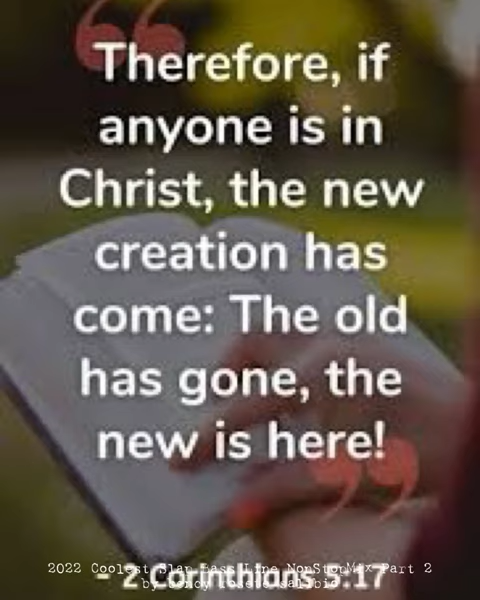 Therefore, if
anyone is in
Christ, the new
creation has
come: The old
has gone, the
new is here!
- 2 Corinthians 5:17
2022 Coolest Slap Bass Line NonStopMix Part 2
by